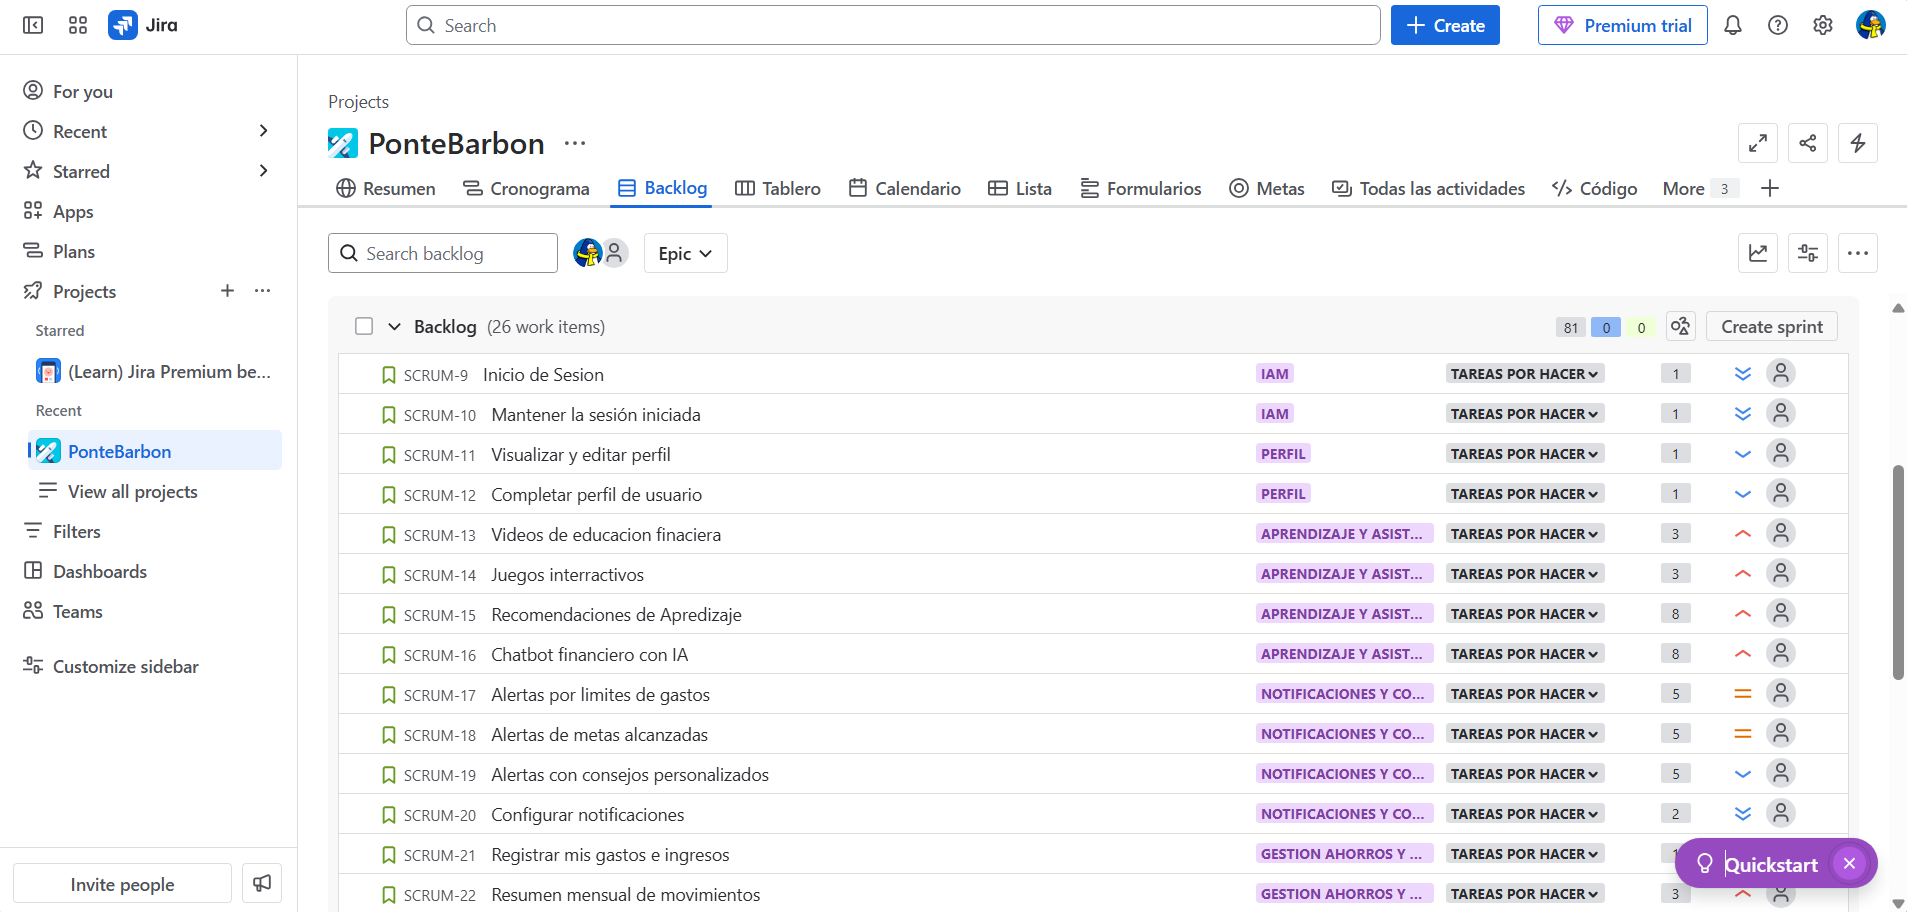 Jira
Search
Create
Premium trial
For you
Recent
Starred
Apps
Plans
Projects
Starred
(Learn) Jira Premium be...
Recent
PonteBarbon
View all projects
Filters
Dashboards
Teams
Customize sidebar
Invite people
Projects
PonteBarbon
Resumen Cronograma Backlog Tablero Calendario Lista Formularios Metas Todas las actividades Código More 3
Search backlog
Epic
Backlog (26 work items) 81 0 0 Create sprint
SCRUM-9 Inicio de Sesion IAM TAREAS POR HACER 1
SCRUM-10 Mantener la sesión iniciada IAM TAREAS POR HACER 1
SCRUM-11 Visualizar y editar perfil PERFIL TAREAS POR HACER 1
SCRUM-12 Completar perfil de usuario PERFIL TAREAS POR HACER 1
SCRUM-13 Videos de educacion finaciera APRENDIZAJE Y ASIST... TAREAS POR HACER 3
SCRUM-14 Juegos interractivos APRENDIZAJE Y ASIST... TAREAS POR HACER 3
SCRUM-15 Recomendaciones de Apredizaje APRENDIZAJE Y ASIST... TAREAS POR HACER 8
SCRUM-16 Chatbot financiero con IA APRENDIZAJE Y ASIST... TAREAS POR HACER 8
SCRUM-17 Alertas por limites de gastos NOTIFICACIONES Y CO... TAREAS POR HACER 5
SCRUM-18 Alertas de metas alcanzadas NOTIFICACIONES Y CO... TAREAS POR HACER 5
SCRUM-19 Alertas con consejos personalizados NOTIFICACIONES Y CO... TAREAS POR HACER 5
SCRUM-20 Configurar notificaciones NOTIFICACIONES Y CO... TAREAS POR HACER 2
SCRUM-21 Registrar mis gastos e ingresos GESTION AHORROS Y ... TAREAS POR HACER
SCRUM-22 Resumen mensual de movimientos GESTION AHORROS Y ... TAREAS POR HACER 3
Quickstart